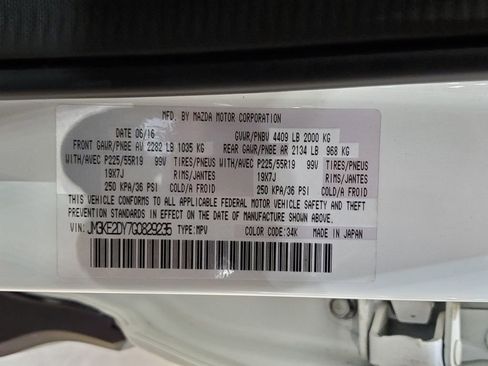 MFD. BY MAZDA MOTOR CORPORATION
DATE 06/16 GVWR/PNBV 4409 LB 2000 KG
FRONT GAWR/PNBE AV 2282 LB 1035 KG REAR GAWR/PNBE AR 2134 LB 968 KG
WITH/AVEC P225/55R19 99V TIRES/PNEUS WITH/AVEC P225/55R19 99V TIRES/PNEUS
19X7J RIMS/JANTES 19X7J RIMS/JANTES
250 KPA/36 PSI COLD/A FROID 250 KPA/36 PSI COLD/A FROID
THIS VEHICLE CONFORMS TO ALL APPLICABLE FEDERAL MOTOR VEHICLE SAFETY AND THEFT
PREVENTION STANDARDS IN EFFECT ON THE DATE OF MANUFACTURE SHOWN ABOVE.
VIN: JM3KE2DY7G0829235 TYPE: MPV COLOR CODE: 34K MADE IN JAPAN